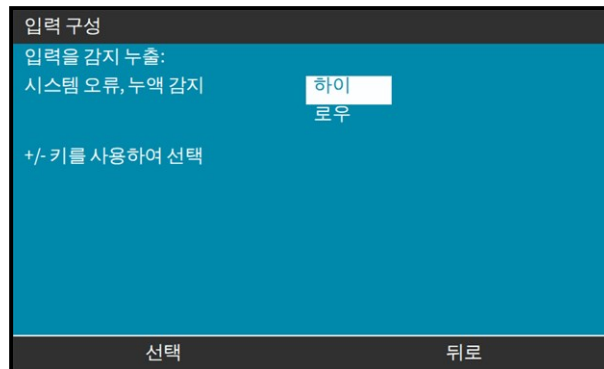 입력 구성
입력을 감지 누출:
시스템 오류, 누액 감지 하이
로우
+/- 키를 사용하여 선택
선택 뒤로